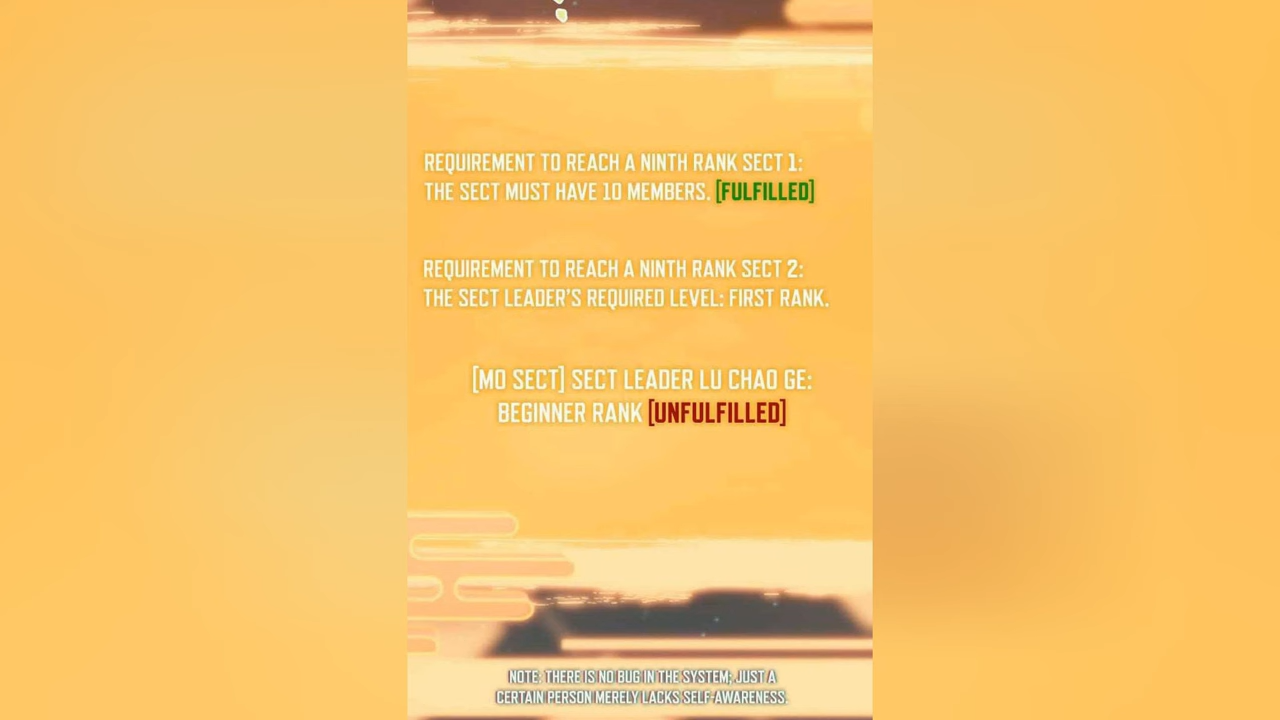 REQUIREMENT TO REACH A NINTH RANK SECT 1:
THE SECT MUST HAVE 10 MEMBERS. [FULFILLED]
REQUIREMENT TO REACH A NINTH RANK SECT 2:
THE SECT LEADER'S REQUIRED LEVEL: FIRST RANK.
[MO SECT] SECT LEADER LU CHAO GE:
BEGINNER RANK [UNFULFILLED]
NOTE: THERE IS NO BUG IN THE SYSTEM; JUST A
CERTAIN PERSON MERELY LACKS SELF-AWARENESS.